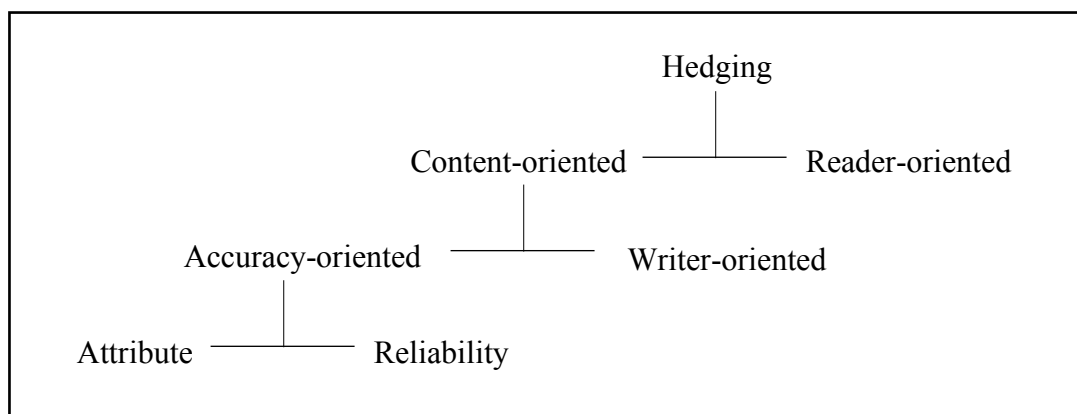 Hedging
Content-oriented Reader-oriented
Accuracy-oriented Writer-oriented
Attribute Reliability